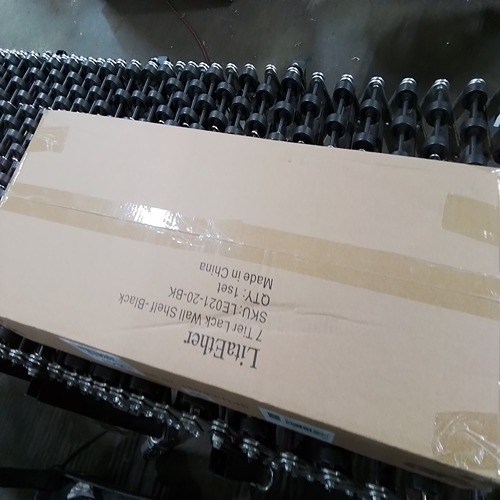 LitaEther
7 Tier Lack Wall Shelf-Black
SKU:LE021-20-BK
QTY: 1set
Made in China